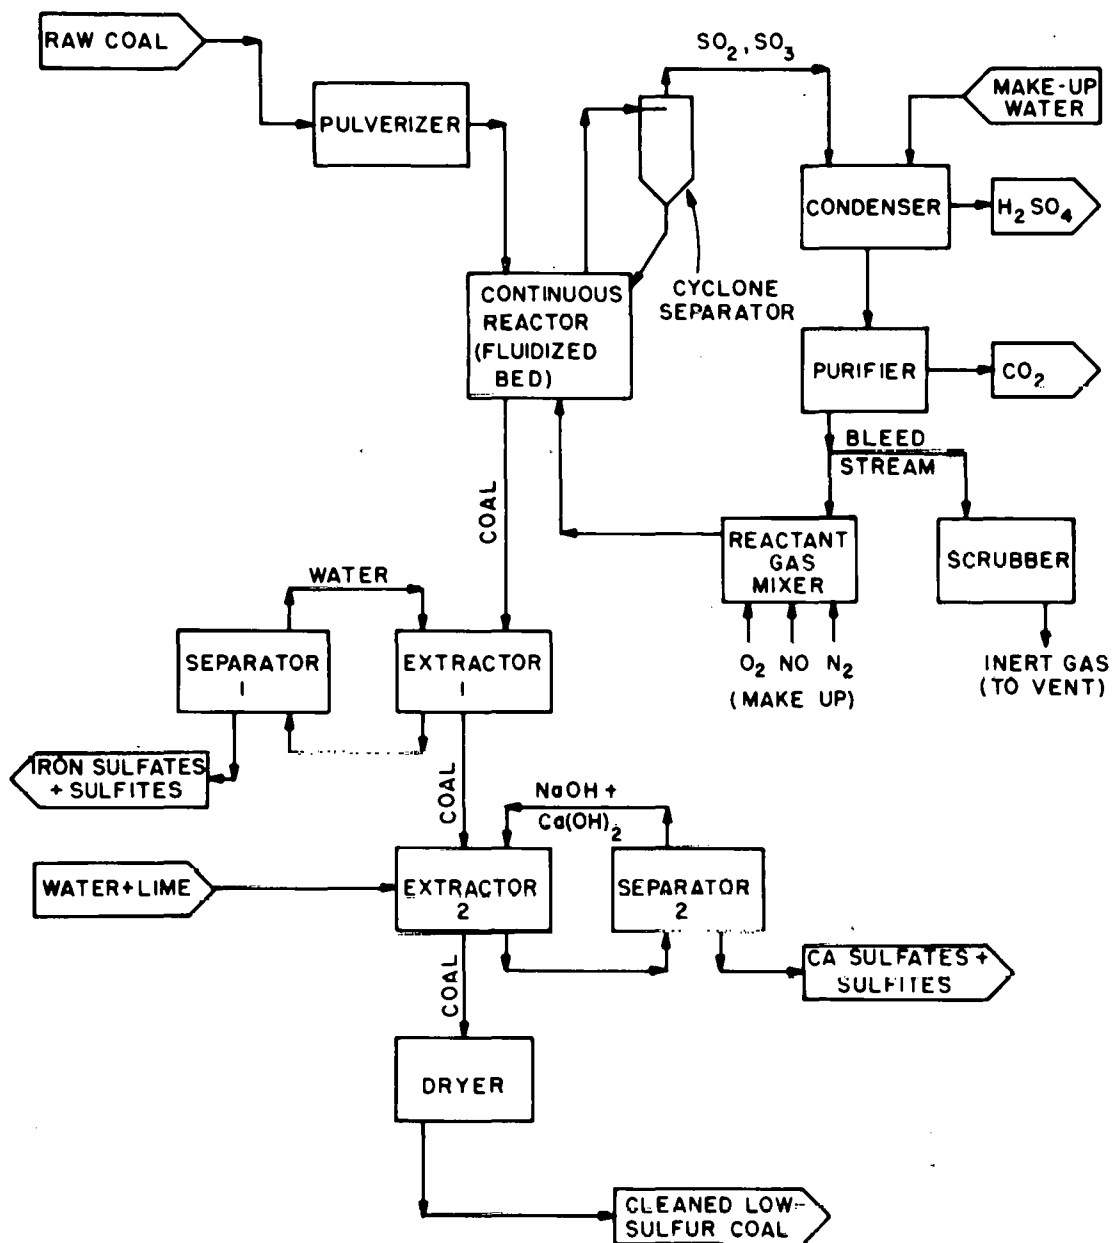 RAW COAL
PULVERIZER
SO2, SO3
MAKE-UP
WATER
CONDENSER
H2SO4
CYCLONE
SEPARATOR
CONTINUOUS
REACTOR
(FLUIDIZED
BED)
PURIFIER
CO2
BLEED
STREAM
COAL
REACTANT
GAS
MIXER
SCRUBBER
O2 NO N2
(MAKE UP)
INERT GAS
(TO VENT)
WATER
SEPARATOR
1
EXTRACTOR
1
IRON SULFATES
+ SULFITES
COAL
NaOH +
Ca(OH)2
WATER+LIME
EXTRACTOR
2
SEPARATOR
2
CA SULFATES +
SULFITES
COAL
DRYER
CLEANED LOW-
SULFUR COAL